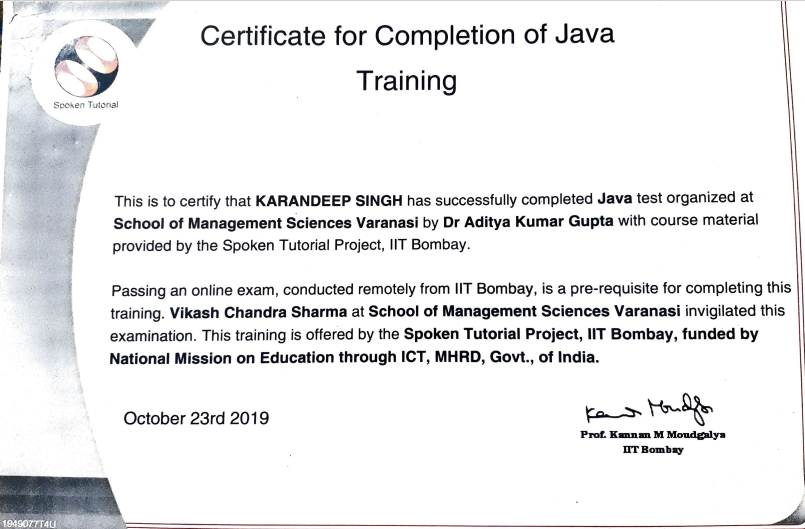 Certificate for Completion of Java
Training
Spoken Tutorial
This is to certify that KARANDEEP SINGH has successfully completed Java test organized at
School of Management Sciences Varanasi by Dr Aditya Kumar Gupta with course material
provided by the Spoken Tutorial Project, IIT Bombay.
Passing an online exam, conducted remotely from IIT Bombay, is a pre-requisite for completing this
training. Vikash Chandra Sharma at School of Management Sciences Varanasi invigilated this
examination. This training is offered by the Spoken Tutorial Project, IIT Bombay, funded by
National Mission on Education through ICT, MHRD, Govt., of India.
October 23rd 2019
Prof. Kannan M Moudgalya
IIT Bombay
1949077T4U